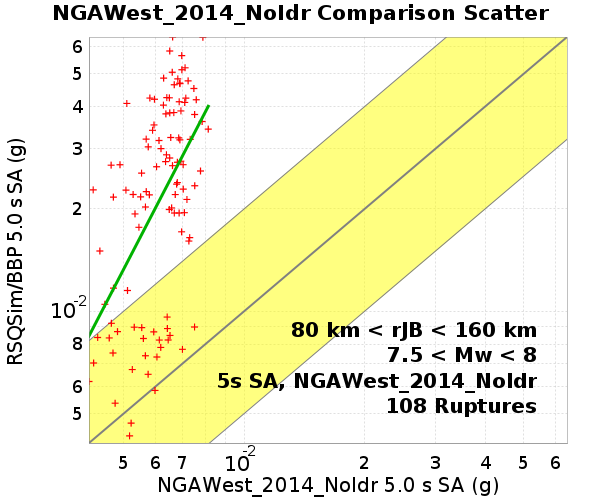 NGAWest_2014_NoIdr Comparison Scatter
RSQSim/BBP 5.0 s SA (g)
6
5
4
3
2
10-2
8
7
6
5
80 km < rJB < 160 km
7.5 < Mw < 8
5s SA, NGAWest_2014_NoIdr
108 Ruptures
5 6 7 10-2 2 3 4 5 6
NGAWest_2014_NoIdr 5.0 s SA (g)